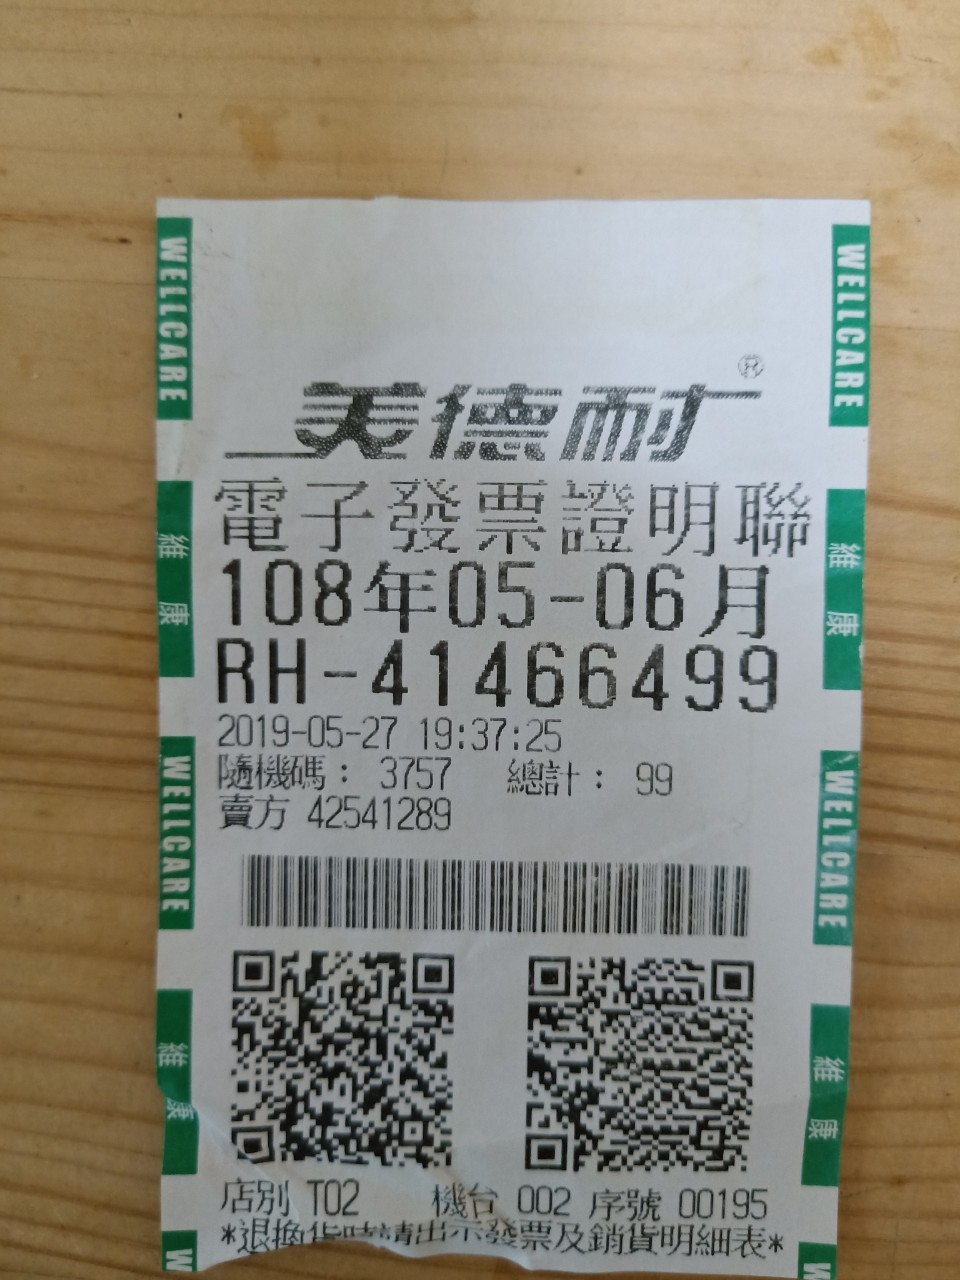 美德耐®
電子發票證明聯
108年05-06月
RH-41466499
2019-05-27 19:37:25
隨機碼: 3757 總計: 99
賣方 42541289
店別 T02 機台 002 序號 00195
*退換貨時請出示發票及銷貨明細表*
WELLCARE
維康
WELLCARE
維康
W
WELLCARE
維康
WELLCARE
維康
W